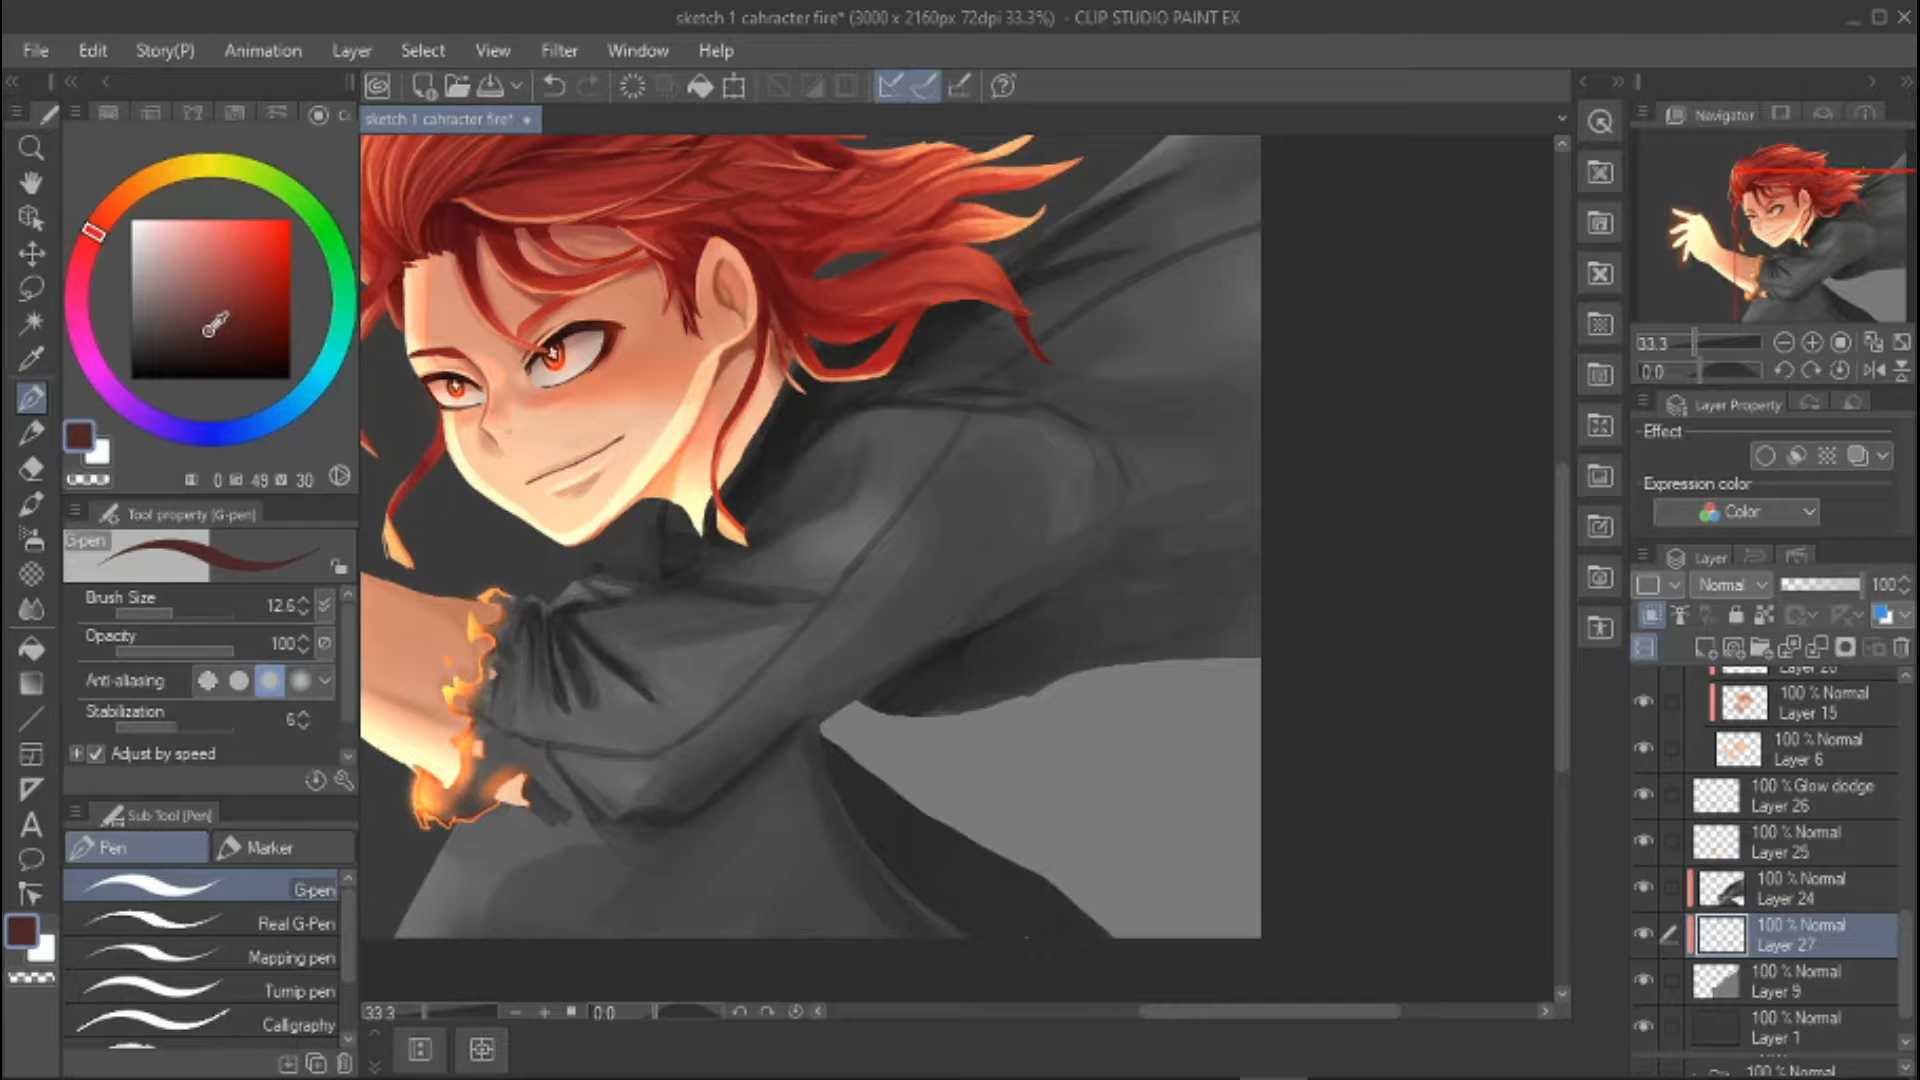 sketch 1 cahracter fire* (3000 x 2160px 72dpi 33.3%) - CLIP STUDIO PAINT EX
File Edit Story(P) Animation Layer Select View Filter Window Help
sketch 1 cahracter fire*
Navigator
33.3
0.0
Layer Property
Effect
Expression color
Color
Layer
Normal 100
100 % Normal
Layer 15
100 % Normal
Layer 6
100 % Glow dodge
Layer 26
100 % Normal
Layer 25
100 % Normal
Layer 24
100 % Normal
Layer 27
100 % Normal
Layer 9
100 % Normal
Layer 1
100 % Normal
0 49 30
Tool property [G-pen]
G-pen
Brush Size 12.6
Opacity 100
Anti-aliasing
Stabilization 6
Adjust by speed
Sub Tool [Pen]
Pen Marker
G-pen
Real G-Pen
Mapping pen
Turnip pen
Calligraphy
33.3 0.0